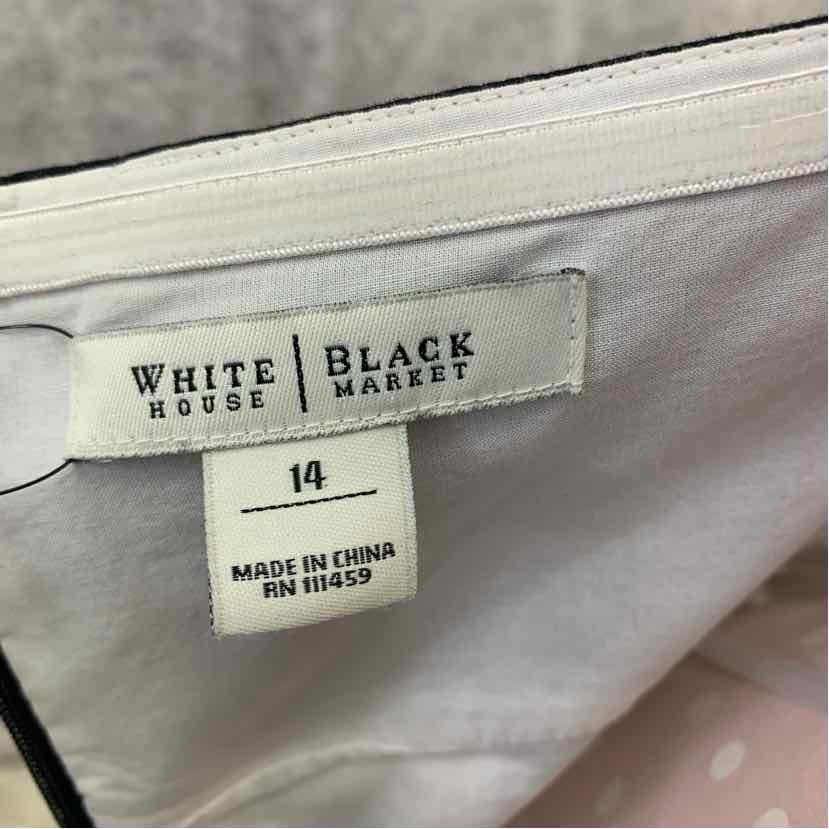 WHITE HOUSE | BLACK MARKET
14
MADE IN CHINA
RN 111459